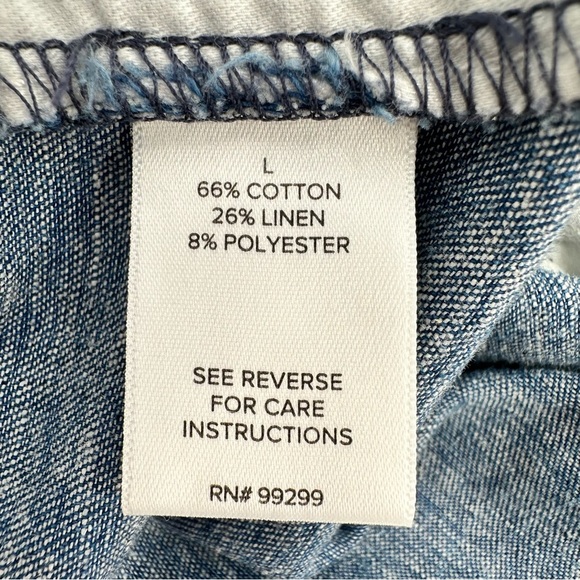 L
66% COTTON
26% LINEN
8% POLYESTER
SEE REVERSE
FOR CARE
INSTRUCTIONS
RN# 99299